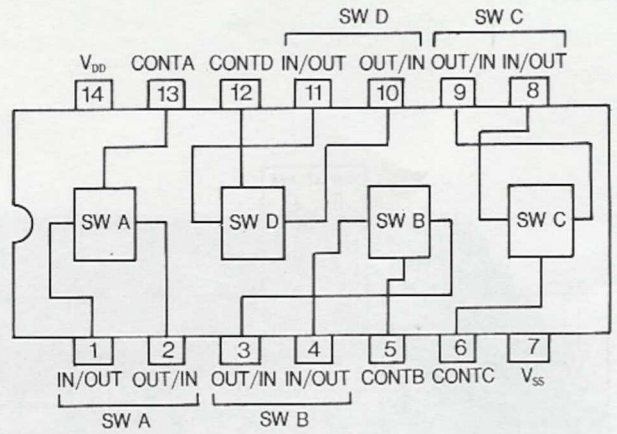 SW D SW C
V_DD CONTA CONTD IN/OUT OUT/IN OUT/IN IN/OUT
14 13 12 11 10 9 8
SW A SW D SW B SW C
1 2 3 4 5 6 7
IN/OUT OUT/IN OUT/IN IN/OUT CONTB CONTC V_SS
SW A SW B